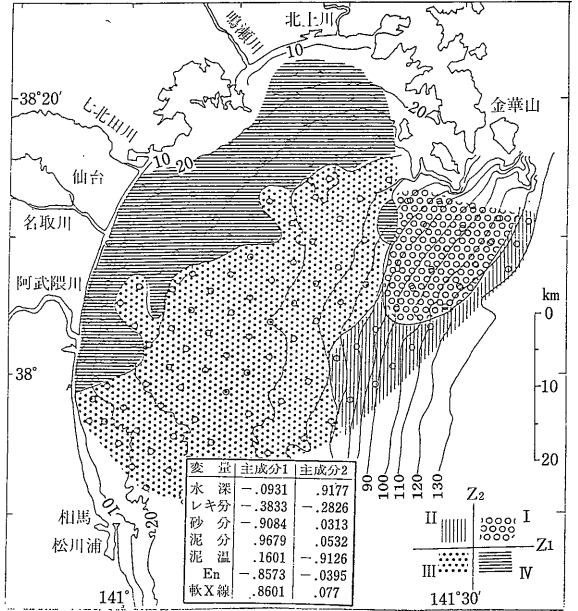 北上川
鳴瀬川
10
38°20'
20
金華山
七北田川
10
20
仙台
名取川
阿武隈川
km
0
38°
10
20
変 量 主成分1 主成分2
水 深 -.0931 .9177
レキ分 -.3833 -.2826
砂 分 -.9084 .0313
泥 分 .9679 .0532
泥 温 .1601 -.9126
En -.8573 -.0395
軟X線 .8601 .077
90
100
110
120
130
10
20
相馬
松川浦
Z2
II
I
Z1
III
IV
141°
141°30'